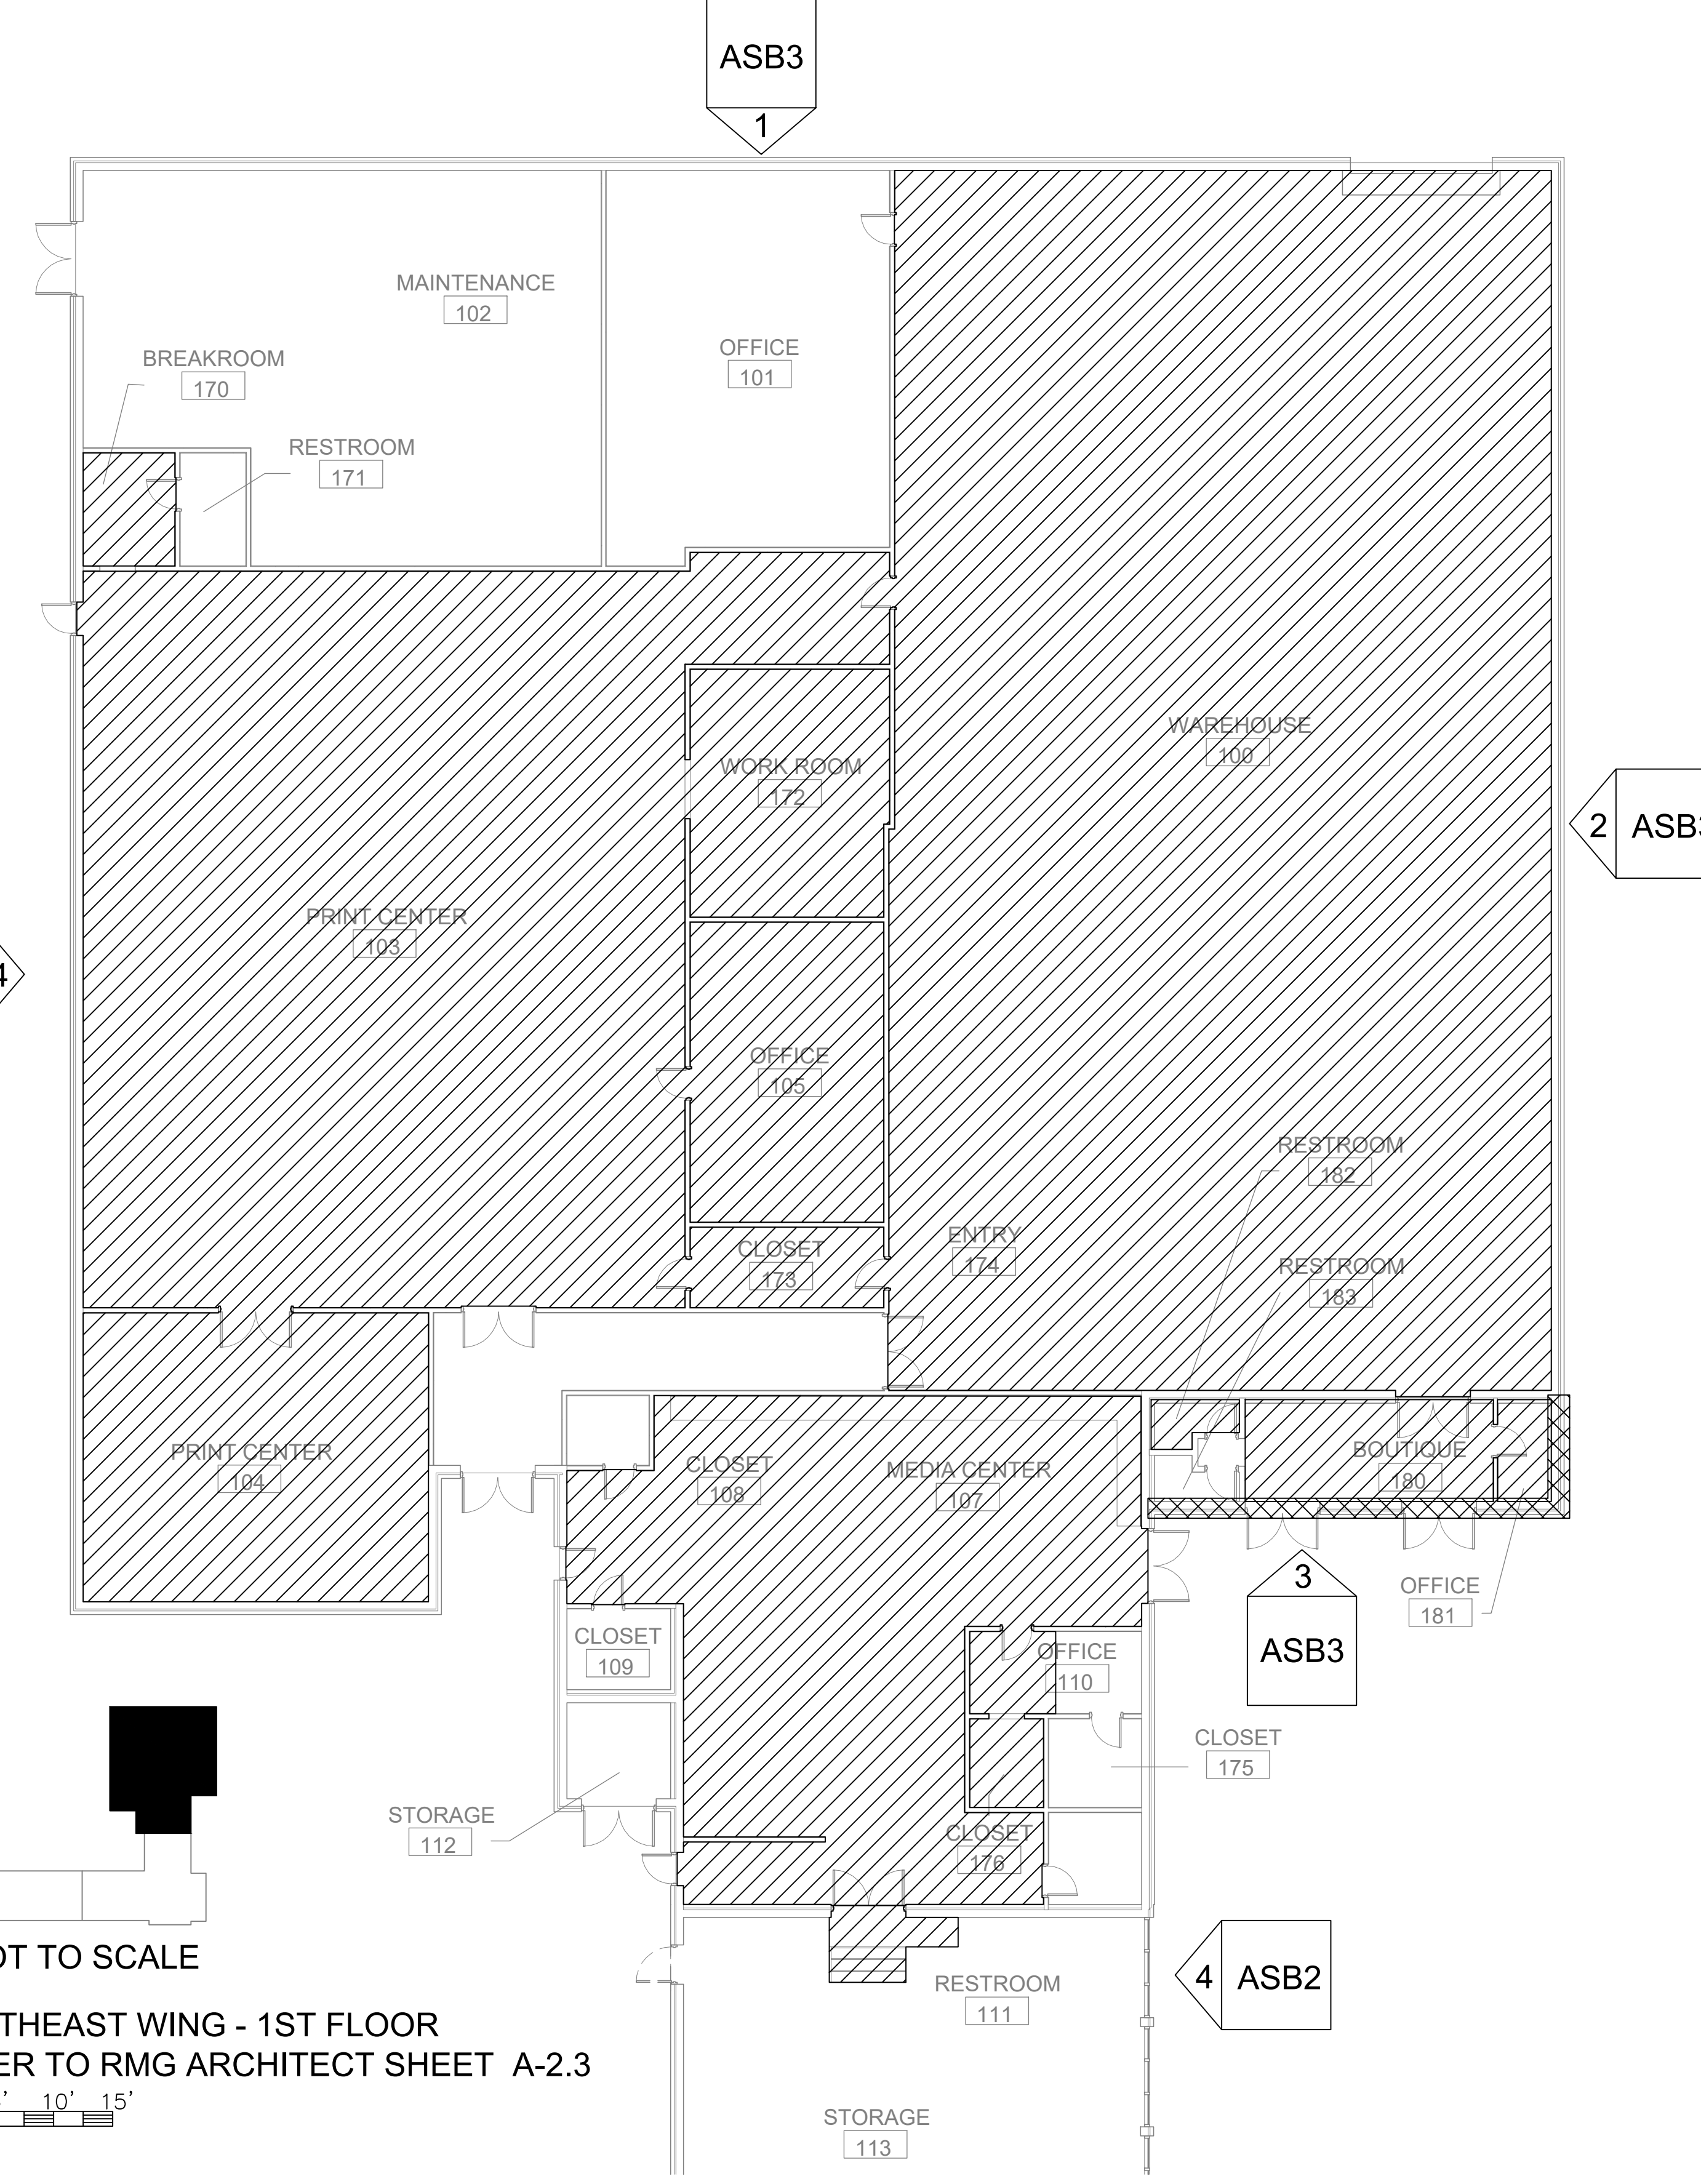 ASB3
1
MAINTENANCE
102
OFFICE
101
BREAKROOM
170
RESTROOM
171
WAREHOUSE
100
WORK ROOM
172
2 ASB3
PRINT CENTER
103
4
OFFICE
105
RESTROOM
182
ENTRY
174
CLOSET
173
RESTROOM
183
PRINT CENTER
104
CLOSET
108
MEDIA CENTER
107
BOUTIQUE
180
3
ASB3
OFFICE
181
CLOSET
109
OFFICE
110
CLOSET
175
STORAGE
112
CLOSET
176
4 ASB2
RESTROOM
111
OT TO SCALE
THEAST WING - 1ST FLOOR
ER TO RMG ARCHITECT SHEET A-2.3
' 10' 15'
STORAGE
113